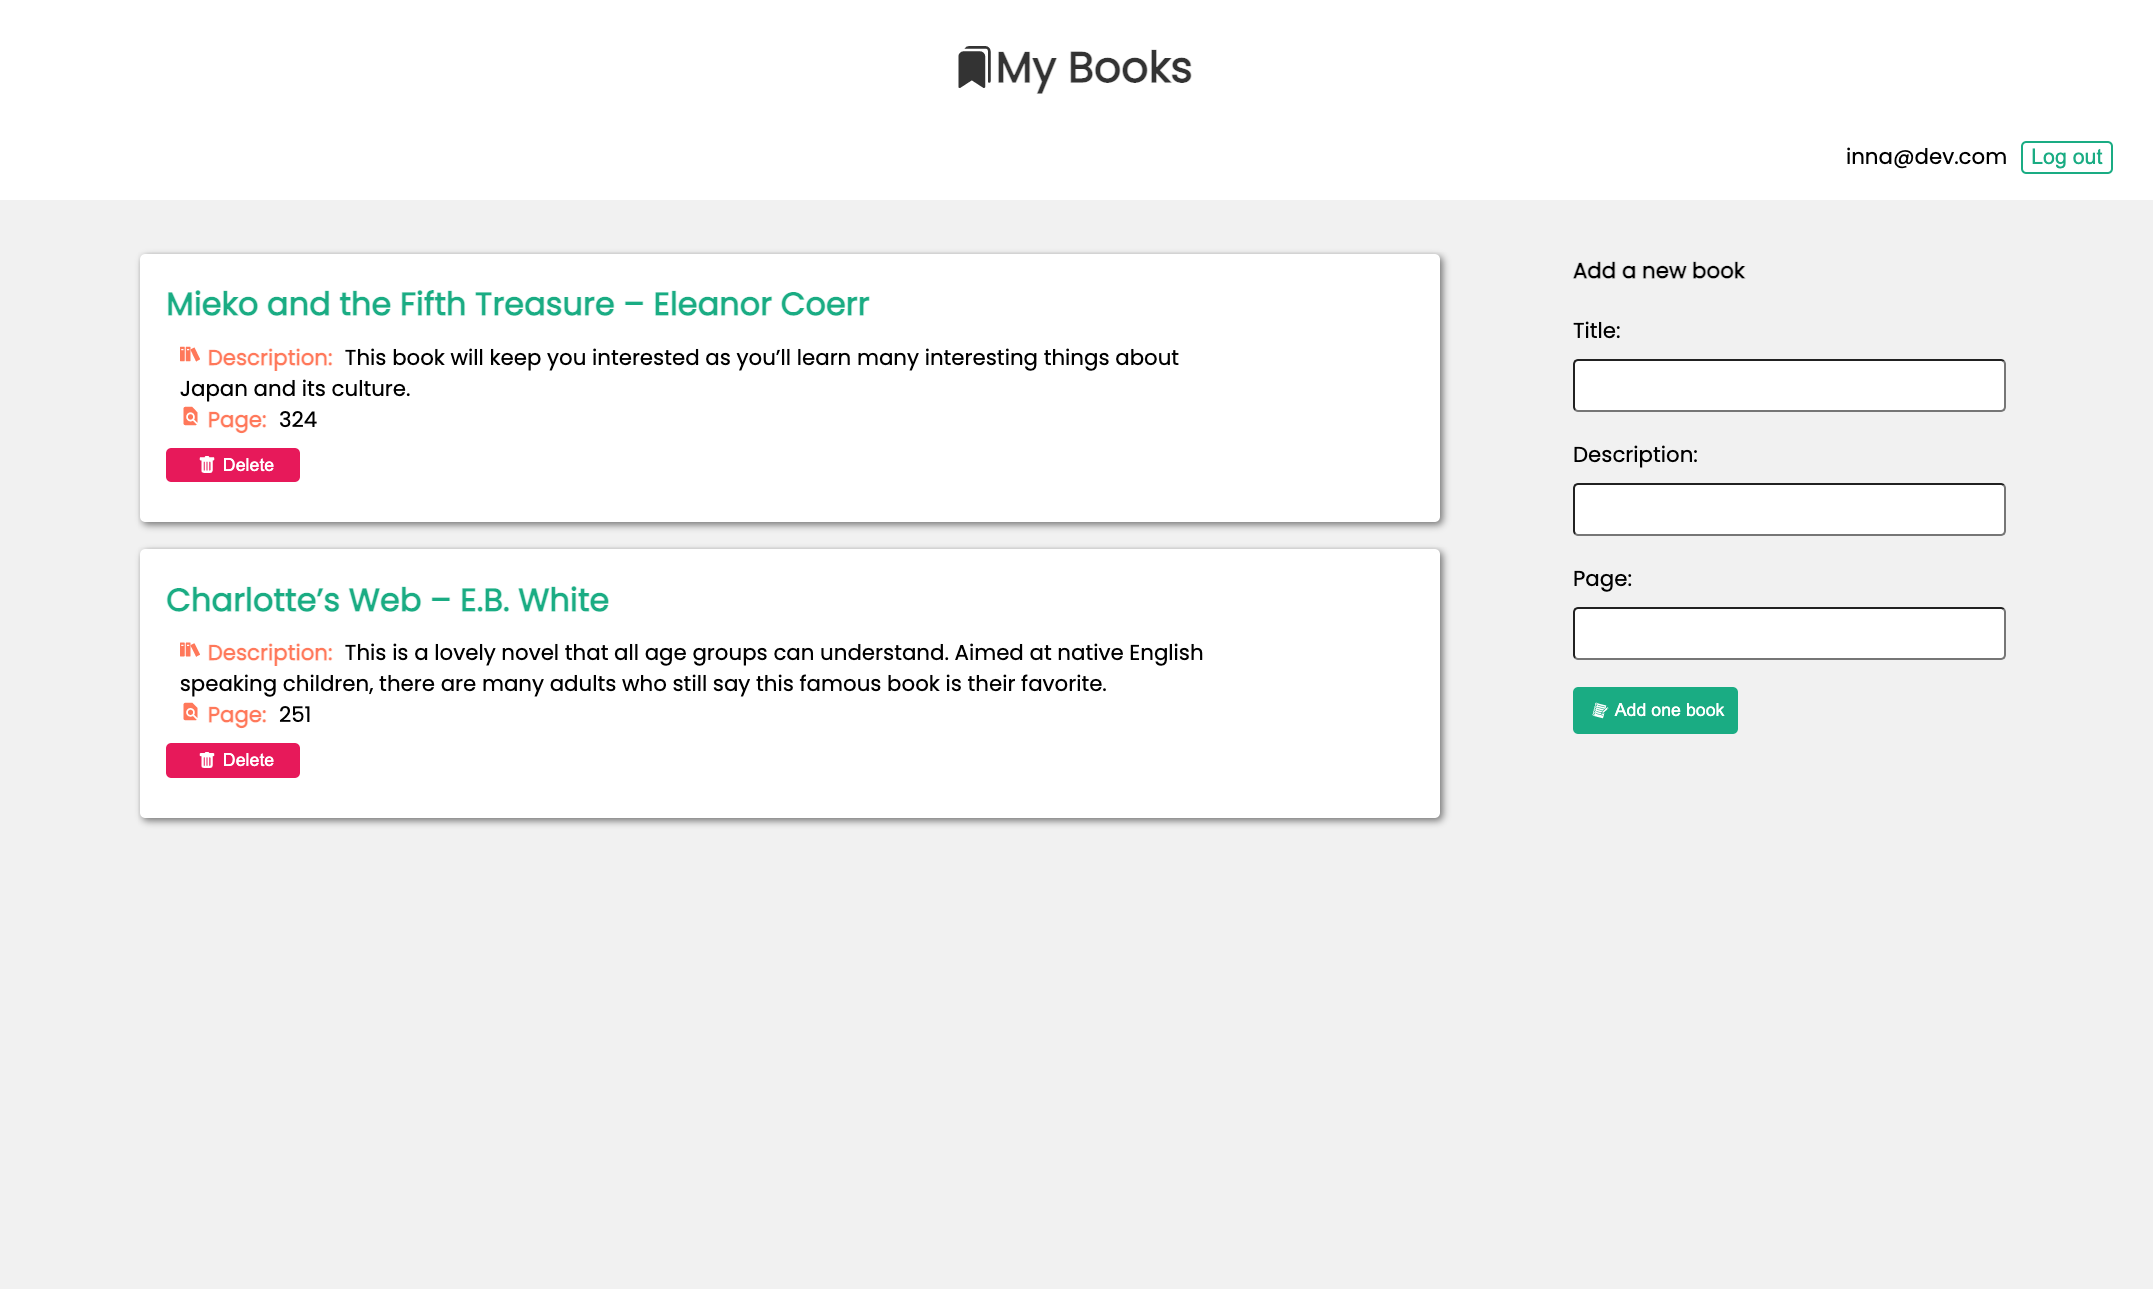 My Books
inna@dev.com Log out
Mieko and the Fifth Treasure – Eleanor Coerr
Description: This book will keep you interested as you’ll learn many interesting things about
Japan and its culture.
Page: 324
Delete
Charlotte’s Web – E.B. White
Description: This is a lovely novel that all age groups can understand. Aimed at native English
speaking children, there are many adults who still say this famous book is their favorite.
Page: 251
Delete
Add a new book
Title:
Description:
Page:
Add one book